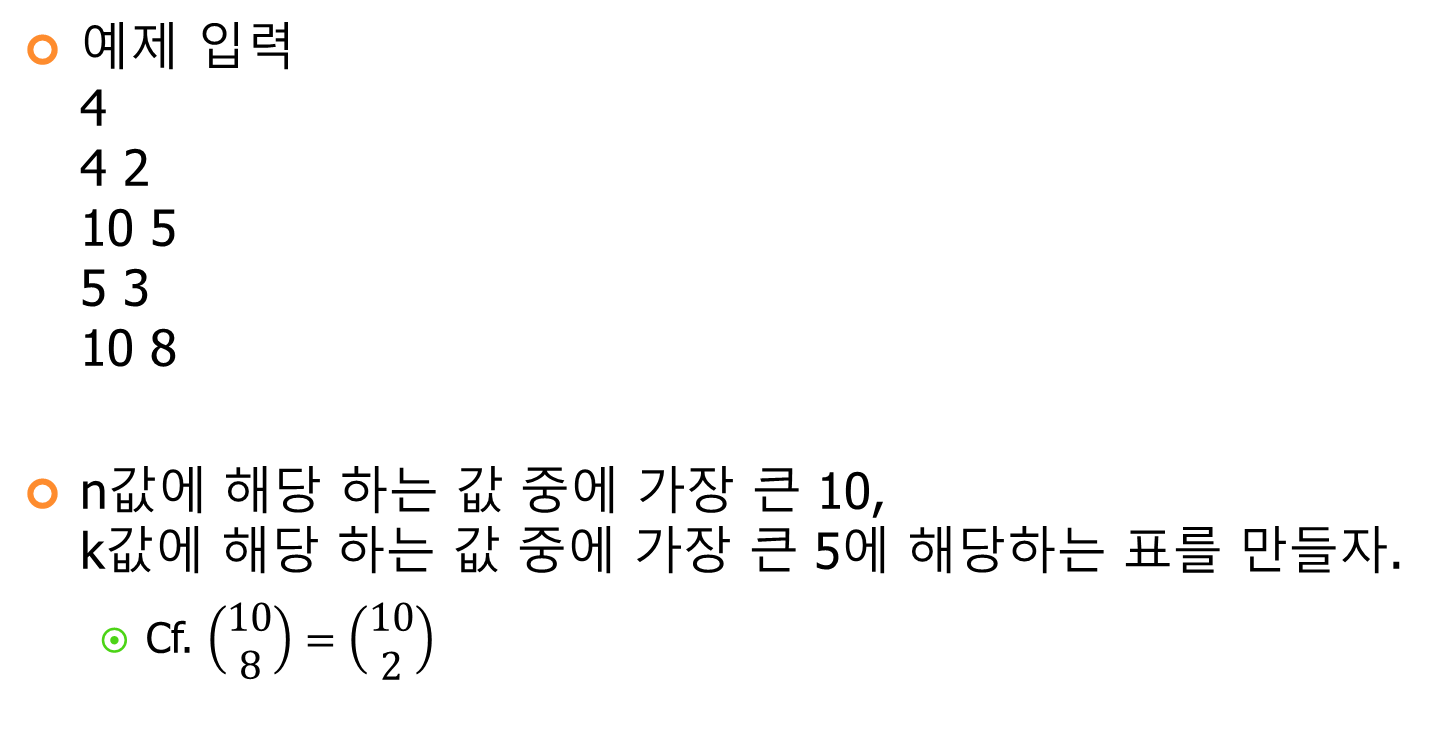 예제 입력
4
4 2
10 5
5 3
10 8
n값에 해당 하는 값 중에 가장 큰 10,
k값에 해당 하는 값 중에 가장 큰 5에 해당하는 표를 만들자.
Cf. (10 8) = (10 2)